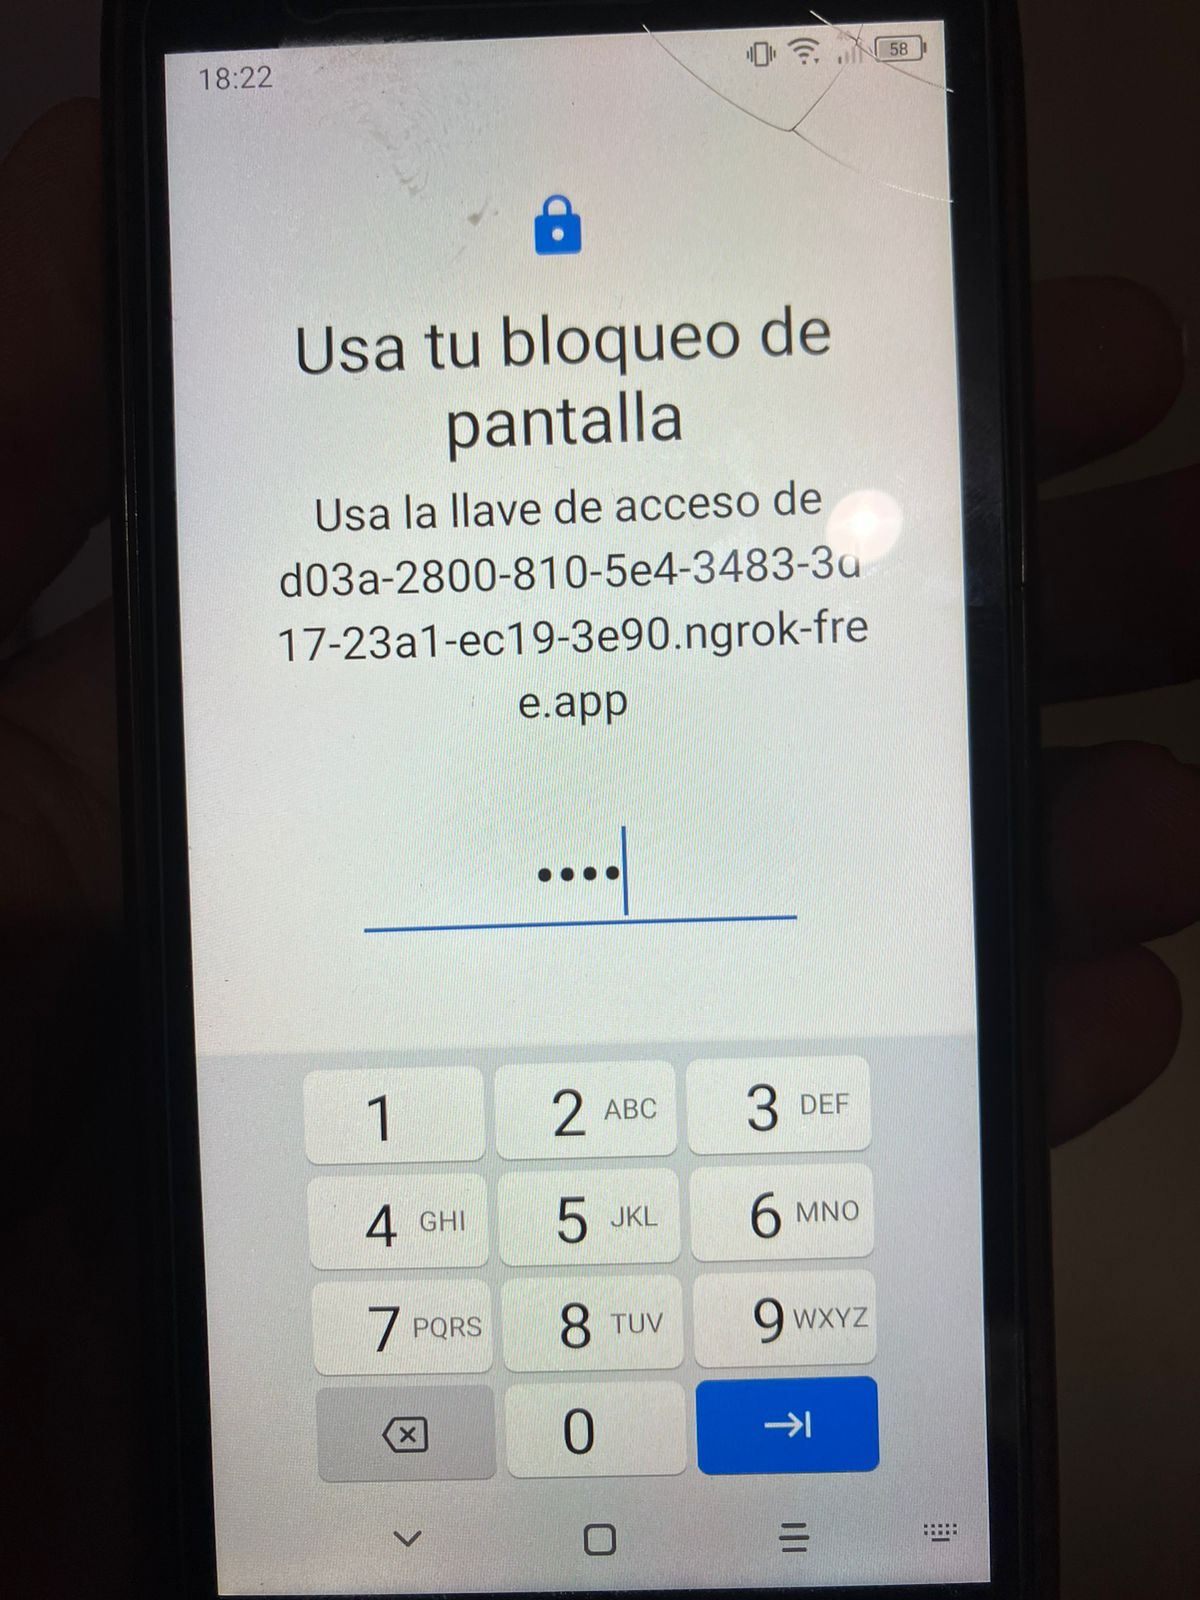 18:22
58
Usa tu bloqueo de
pantalla
Usa la llave de acceso de
d03a-2800-810-5e4-3483-3d
17-23a1-ec19-3e90.ngrok-fre
e.app
••••
1 2 ABC 3 DEF
4 GHI 5 JKL 6 MNO
7 PQRS 8 TUV 9 WXYZ
0